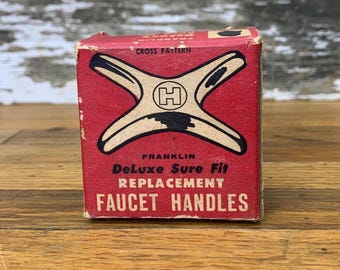 CROSS PATTERN
H
FRANKLIN
DeLuxe Sure Fit
REPLACEMENT
FAUCET HANDLES